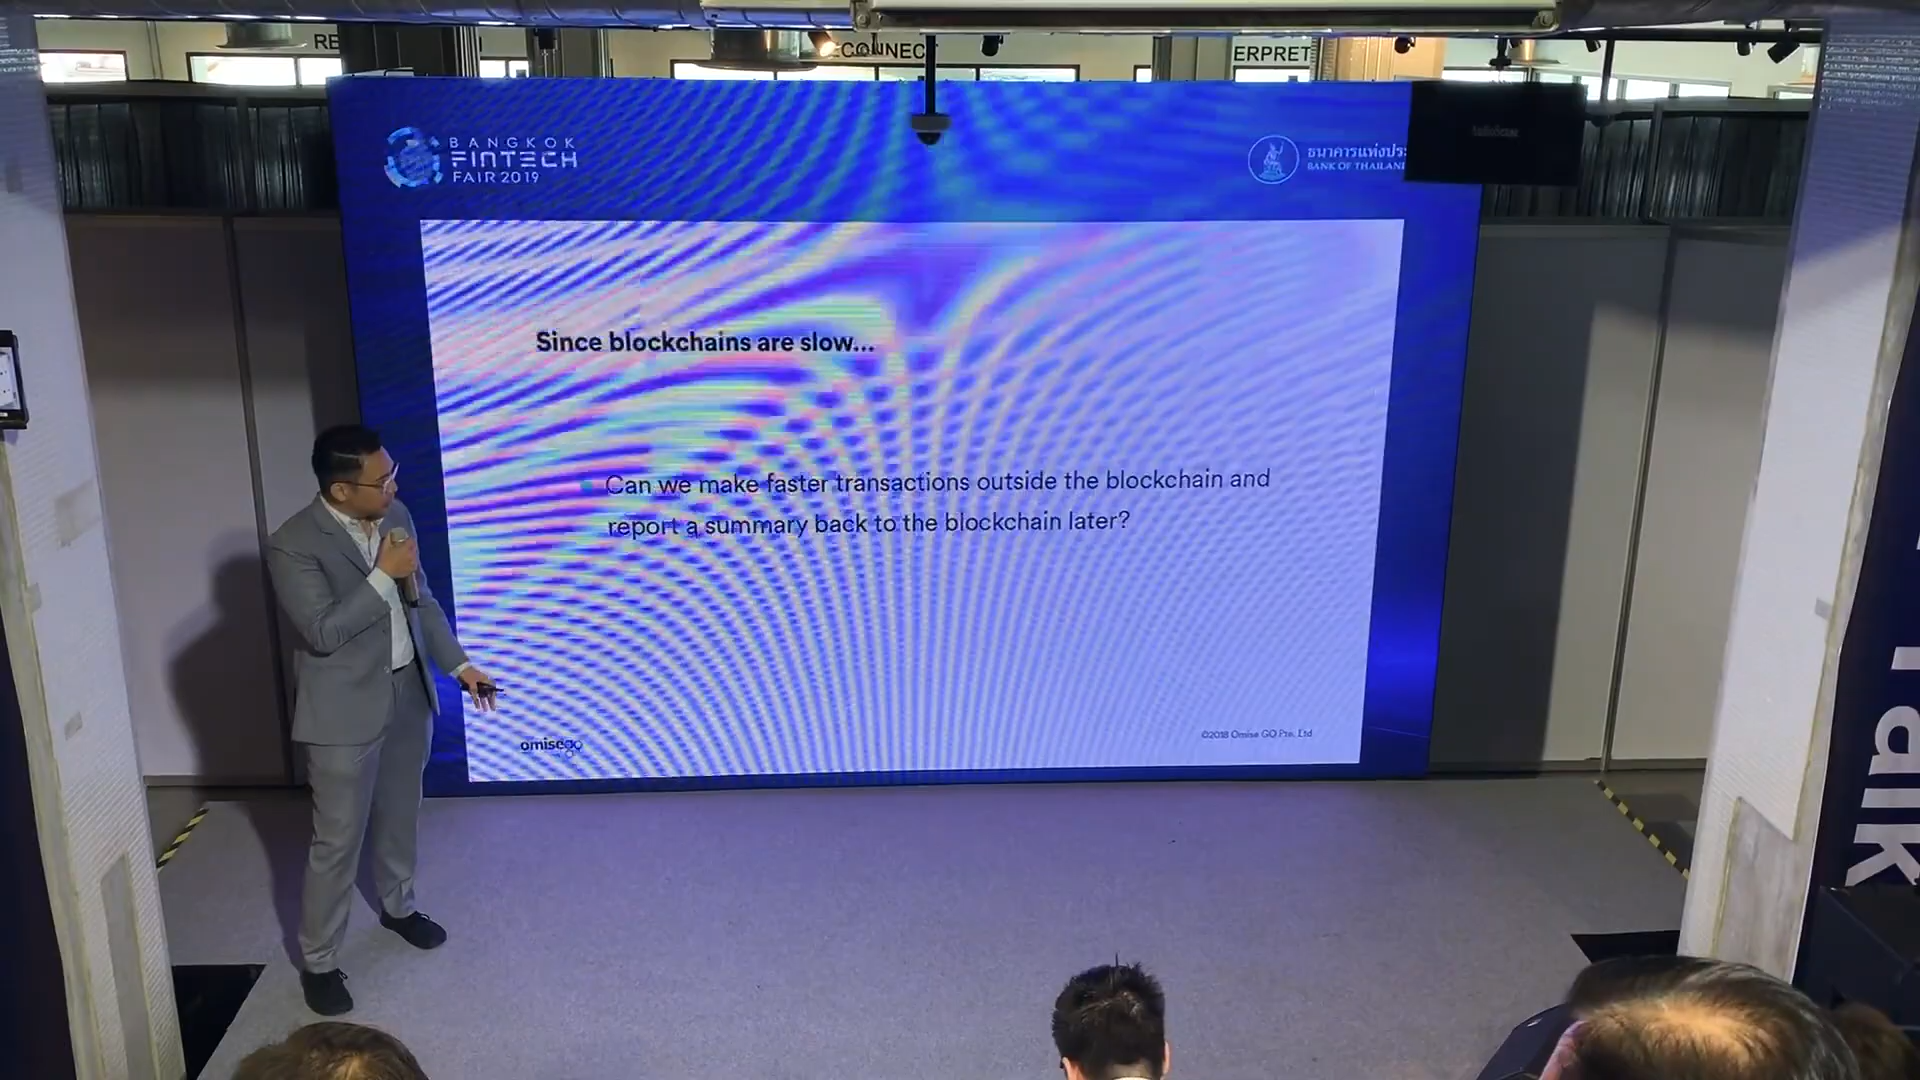 RE
CONNEC
ERPRET
BANGKOK
FINTECH
FAIR 2019
ธนาคารแห่งประ
BANK OF THAILAND
Since blockchains are slow...
Can we make faster transactions outside the blockchain and
report a summary back to the blockchain later?
omisego
©2018 Omise GO Pte. Ltd
Talk